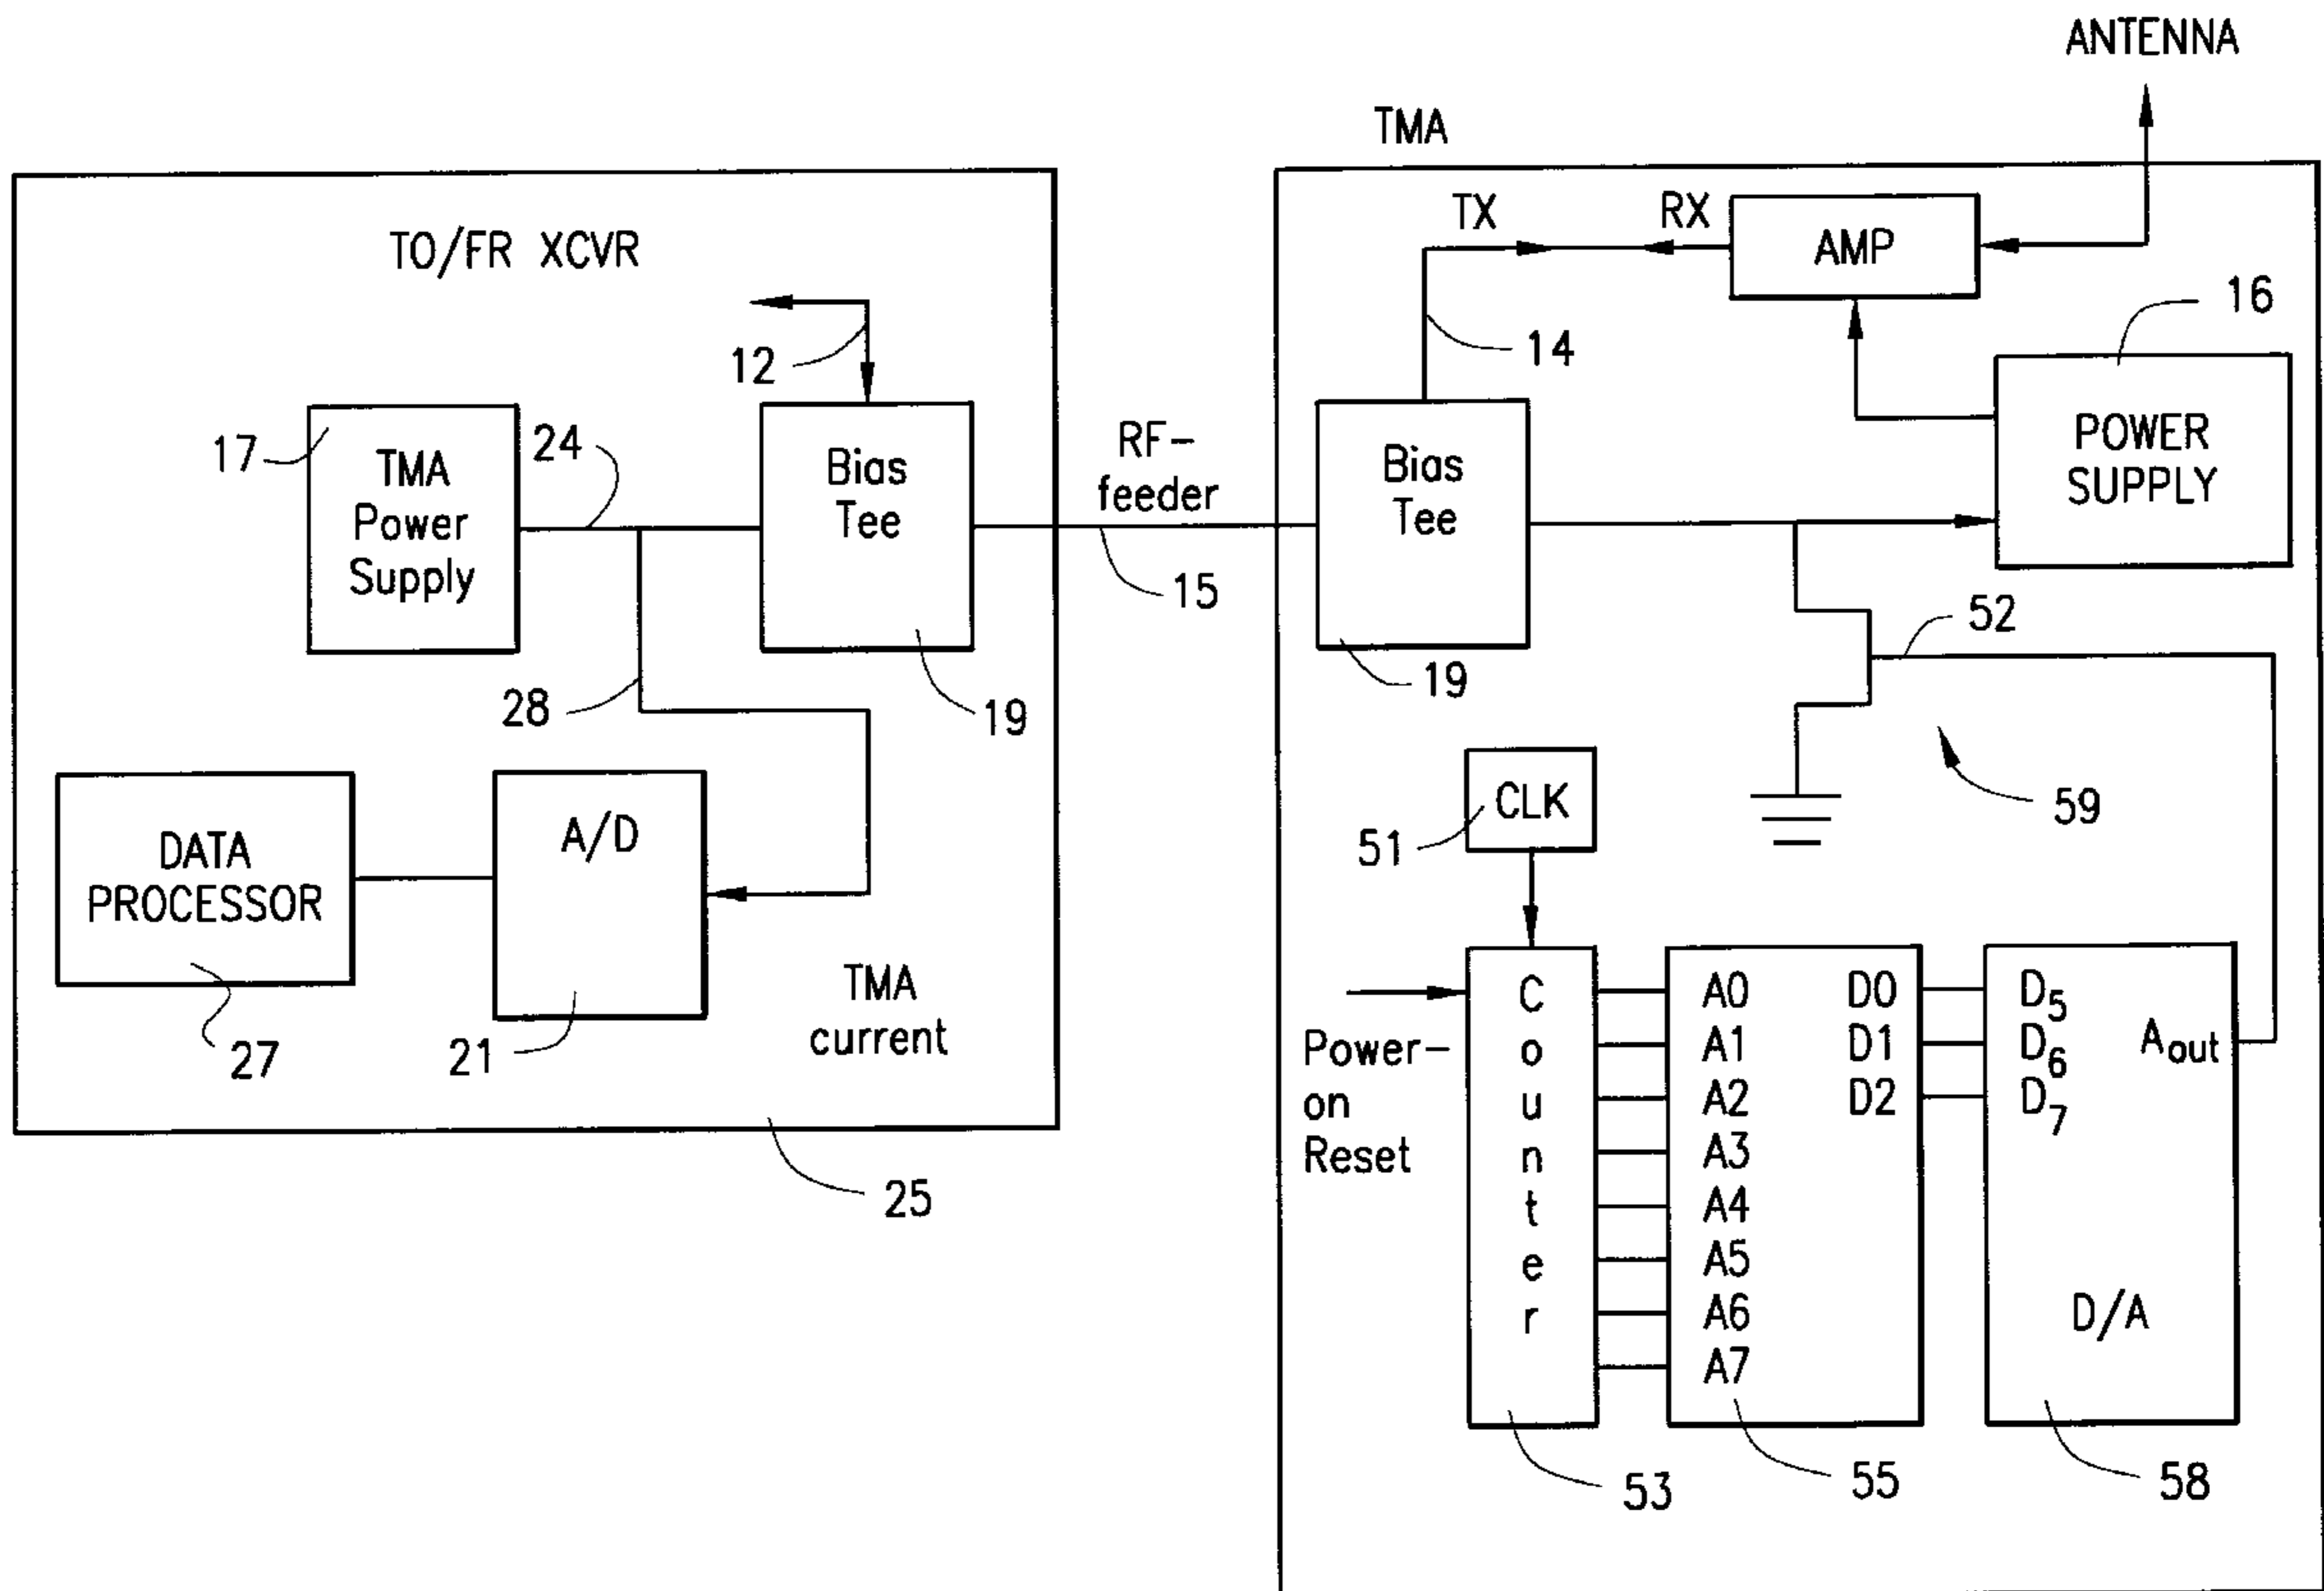 ANTENNA
TMA
TO/FR XCVR
12
17
TMA
Power
Supply
24
Bias
Tee
19
28
DATA
PROCESSOR
27
A/D
21
TMA
current
25
RF-
feeder
15
TX
RX
AMP
14
16
POWER
SUPPLY
Bias
Tee
19
52
59
CLK
51
Power-
on
Reset
Counter
53
A0 D0
A1 D1
A2 D2
A3
A4
A5
A6
A7
55
D5
D6
D7
Aout
D/A
58